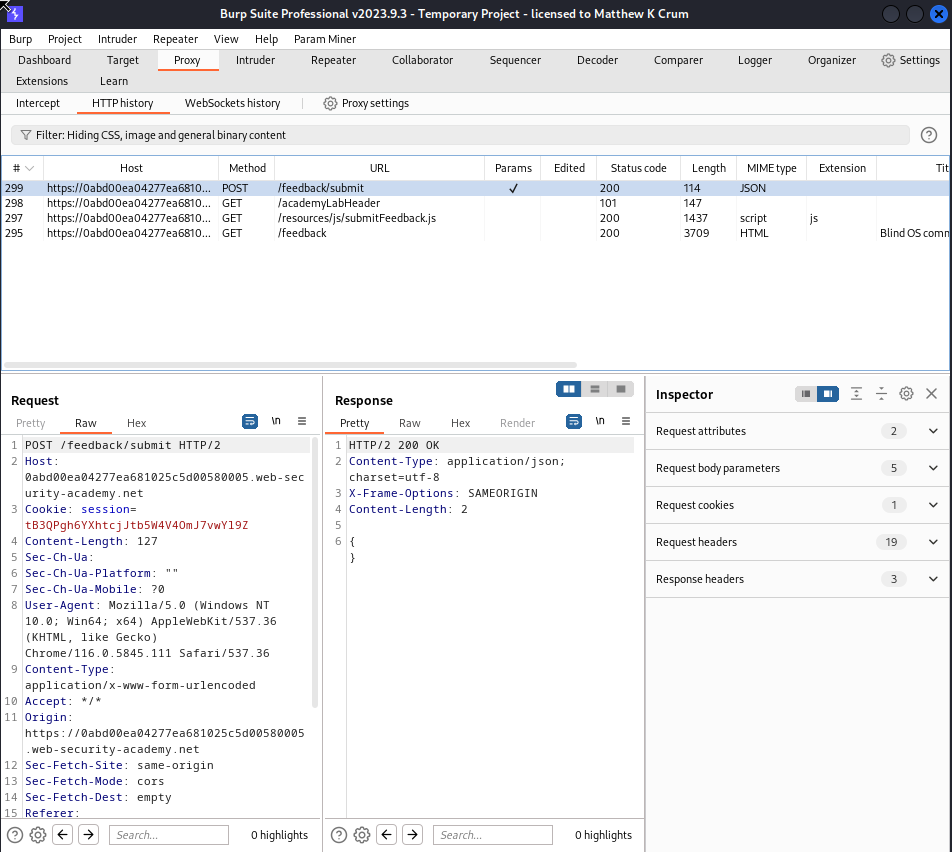 Burp Suite Professional v2023.9.3 - Temporary Project - licensed to Matthew K Crum
Burp Project Intruder Repeater View Help Param Miner
Dashboard Target Proxy Intruder Repeater Collaborator Sequencer Decoder Comparer Logger Organizer Settings
Extensions Learn
Intercept HTTP history WebSockets history Proxy settings
Filter: Hiding CSS, image and general binary content
# Host Method URL Params Edited Status code Length MIME type Extension Tit
299 https://0abd00ea04277ea6810... POST /feedback/submit ✓ 200 114 JSON
298 https://0abd00ea04277ea6810... GET /academyLabHeader 101 147
297 https://0abd00ea04277ea6810... GET /resources/js/submitFeedback.js 200 1437 script js
295 https://0abd00ea04277ea6810... GET /feedback 200 3709 HTML Blind OS comm
Request
Pretty Raw Hex
\n
1 POST /feedback/submit HTTP/2
2 Host:
0abd00ea04277ea681025c5d00580005.web-sec
urity-academy.net
3 Cookie: session=
tB3QPgh6YXhtcjJtb5W4V4OmJ7vwY19Z
4 Content-Length: 127
5 Sec-Ch-Ua:
6 Sec-Ch-Ua-Platform: ""
7 Sec-Ch-Ua-Mobile: ?0
8 User-Agent: Mozilla/5.0 (Windows NT
10.0; Win64; x64) AppleWebKit/537.36
(KHTML, like Gecko)
Chrome/116.0.5845.111 Safari/537.36
9 Content-Type:
application/x-www-form-urlencoded
10 Accept: */*
11 Origin:
https://0abd00ea04277ea681025c5d00580005
.web-security-academy.net
12 Sec-Fetch-Site: same-origin
13 Sec-Fetch-Mode: cors
14 Sec-Fetch-Dest: empty
15 Referer:
Search... 0 highlights
Response
Pretty Raw Hex Render
\n
1 HTTP/2 200 OK
2 Content-Type: application/json;
charset=utf-8
3 X-Frame-Options: SAMEORIGIN
4 Content-Length: 2
5
6 {
}
Search... 0 highlights
Inspector
Request attributes 2
Request body parameters 5
Request cookies 1
Request headers 19
Response headers 3